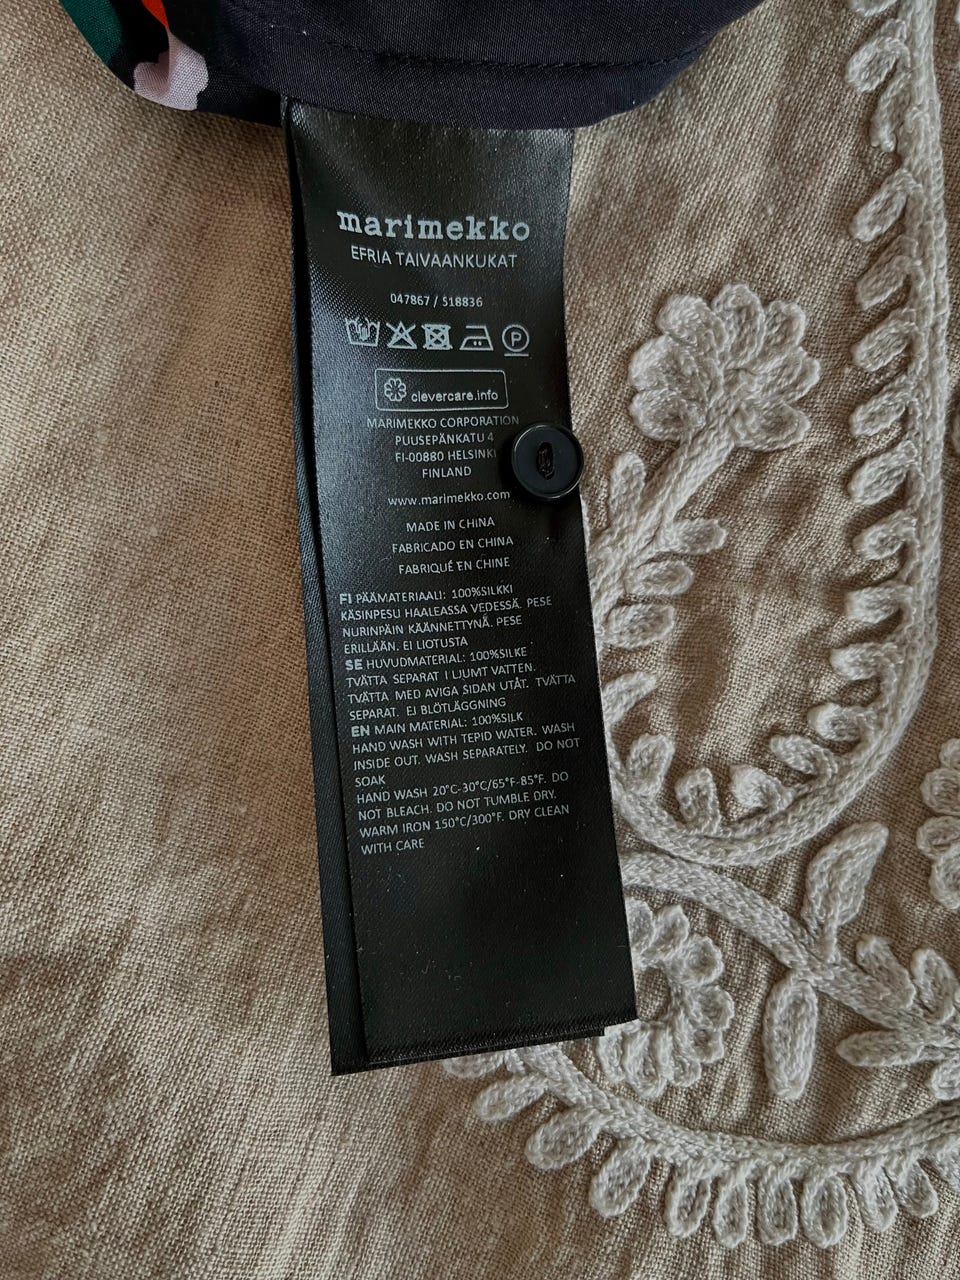 marimekko
EFRIA TAIVAANKUKAT
047867 / 518836
P
clevercare.info
MARIMEKKO CORPORATION
PUUSEPÄNKATU 4
FI-00880 HELSINKI
FINLAND
www.marimekko.com
MADE IN CHINA
FABRICADO EN CHINA
FABRIQUÉ EN CHINE
FI PÄÄMATERIAALI: 100%SILKKI
KÄSINPESU HAALEASSA VEDESSÄ. PESE
NURINPÄIN KÄÄNNETTYNÄ. PESE
ERILLÄÄN. EI LIOTUSTA
SE HUVUDMATERIAL: 100%SILKE
TVÄTTA SEPARAT I LJUMT VATTEN.
TVÄTTA MED AVIGA SIDAN UTÅT. TVÄTTA
SEPARAT. EJ BLÖTLÄGGNING
EN MAIN MATERIAL: 100%SILK
HAND WASH WITH TEPID WATER. WASH
INSIDE OUT. WASH SEPARATELY. DO NOT
SOAK
HAND WASH 20°C-30°C/65°F-85°F. DO
NOT BLEACH. DO NOT TUMBLE DRY.
WARM IRON 150°C/300°F. DRY CLEAN
WITH CARE